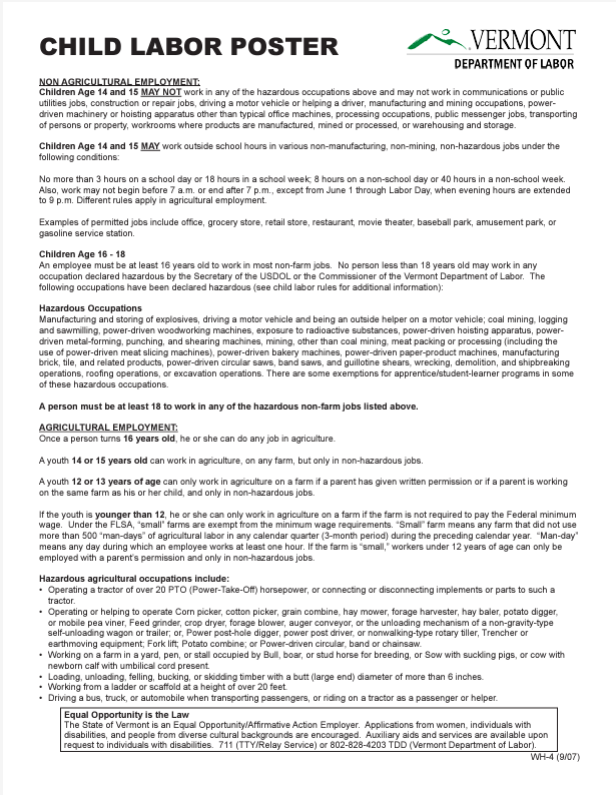 CHILD LABOR POSTER
VERMONT
DEPARTMENT OF LABOR
NON AGRICULTURAL EMPLOYMENT:
Children Age 14 and 15 MAY NOT work in any of the hazardous occupations above and may not work in communications or public
utilities jobs, construction or repair jobs, driving a motor vehicle or helping a driver, manufacturing and mining occupations, power-
driven machinery or hoisting apparatus other than typical office machines, processing occupations, public messenger jobs, transporting
of persons or property, workrooms where products are manufactured, mined or processed, or warehousing and storage.
Children Age 14 and 15 MAY work outside school hours in various non-manufacturing, non-mining, non-hazardous jobs under the
following conditions:
No more than 3 hours on a school day or 18 hours in a school week; 8 hours on a non-school day or 40 hours in a non-school week.
Also, work may not begin before 7 a.m. or end after 7 p.m., except from June 1 through Labor Day, when evening hours are extended
to 9 p.m. Different rules apply in agricultural employment.
Examples of permitted jobs include office, grocery store, retail store, restaurant, movie theater, baseball park, amusement park, or
gasoline service station.
Children Age 16 - 18
An employee must be at least 16 years old to work in most non-farm jobs. No person less than 18 years old may work in any
occupation declared hazardous by the Secretary of the USDOL or the Commissioner of the Vermont Department of Labor. The
following occupations have been declared hazardous (see child labor rules for additional information):
Hazardous Occupations
Manufacturing and storing of explosives, driving a motor vehicle and being an outside helper on a motor vehicle; coal mining, logging
and sawmilling, power-driven woodworking machines, exposure to radioactive substances, power-driven hoisting apparatus, power-
driven metal-forming, punching, and shearing machines, mining, other than coal mining, meat packing or processing (including the
use of power-driven meat slicing machines), power-driven bakery machines, power-driven paper-product machines, manufacturing
brick, tile, and related products, power-driven circular saws, band saws, and guillotine shears, wrecking, demolition, and shipbreaking
operations, roofing operations, or excavation operations. There are some exemptions for apprentice/student-learner programs in some
of these hazardous occupations.
A person must be at least 18 to work in any of the hazardous non-farm jobs listed above.
AGRICULTURAL EMPLOYMENT:
Once a person turns 16 years old, he or she can do any job in agriculture.
A youth 14 or 15 years old can work in agriculture, on any farm, but only in non-hazardous jobs.
A youth 12 or 13 years of age can only work in agriculture on a farm if a parent has given written permission or if a parent is working
on the same farm as his or her child, and only in non-hazardous jobs.
If the youth is younger than 12, he or she can only work in agriculture on a farm if the farm is not required to pay the Federal minimum
wage. Under the FLSA, "small" farms are exempt from the minimum wage requirements. "Small" farm means any farm that did not use
more than 500 "man-days" of agricultural labor in any calendar quarter (3-month period) during the preceding calendar year. "Man-day"
means any day during which an employee works at least one hour. If the farm is "small," workers under 12 years of age can only be
employed with a parent's permission and only in non-hazardous jobs.
Hazardous agricultural occupations include:
• Operating a tractor of over 20 PTO (Power-Take-Off) horsepower, or connecting or disconnecting implements or parts to such a
tractor.
• Operating or helping to operate Corn picker, cotton picker, grain combine, hay mower, forage harvester, hay baler, potato digger,
or mobile pea viner, Feed grinder, crop dryer, forage blower, auger conveyor, or the unloading mechanism of a non-gravity-type
self-unloading wagon or trailer; or, Power post-hole digger, power post driver, or nonwalking-type rotary tiller, Trencher or
earthmoving equipment; Fork lift; Potato combine; or Power-driven circular, band or chainsaw.
• Working on a farm in a yard, pen, or stall occupied by Bull, boar, or stud horse for breeding, or Sow with suckling pigs, or cow with
newborn calf with umbilical cord present.
• Loading, unloading, felling, bucking, or skidding timber with a butt (large end) diameter of more than 6 inches.
• Working from a ladder or scaffold at a height of over 20 feet.
• Driving a bus, truck, or automobile when transporting passengers, or riding on a tractor as a passenger or helper.
Equal Opportunity is the Law
The State of Vermont is an Equal Opportunity/Affirmative Action Employer. Applications from women, individuals with
disabilities, and people from diverse cultural backgrounds are encouraged. Auxiliary aids and services are available upon
request to individuals with disabilities. 711 (TTY/Relay Service) or 802-828-4203 TDD (Vermont Department of Labor).
WH-4 (9/07)